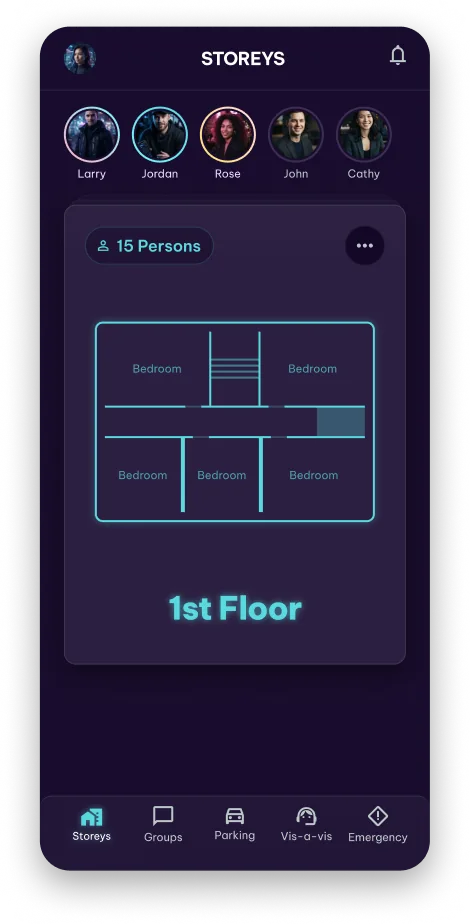 STOREYS
Larry Jordan Rose John Cathy
15 Persons
Bedroom Bedroom
Bedroom Bedroom Bedroom
1st Floor
Storeys Groups Parking Vis-a-vis Emergency